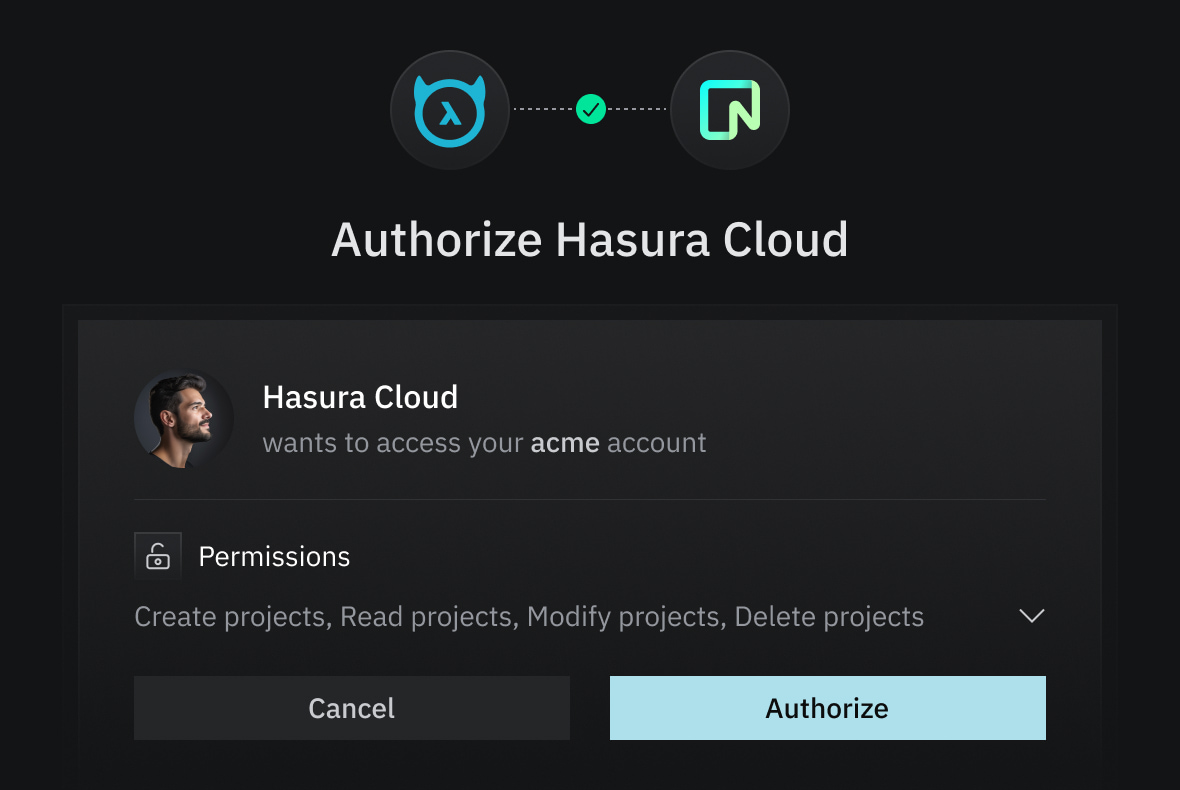 Authorize Hasura Cloud
Hasura Cloud
wants to access your acme account
Permissions
Create projects, Read projects, Modify projects, Delete projects
Cancel
Authorize